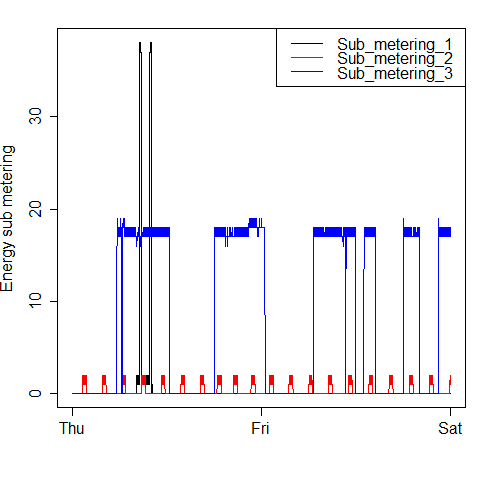 Sub_metering_1
Sub_metering_2
Sub_metering_3
Energy sub metering
30
20
10
0
Thu Fri Sat